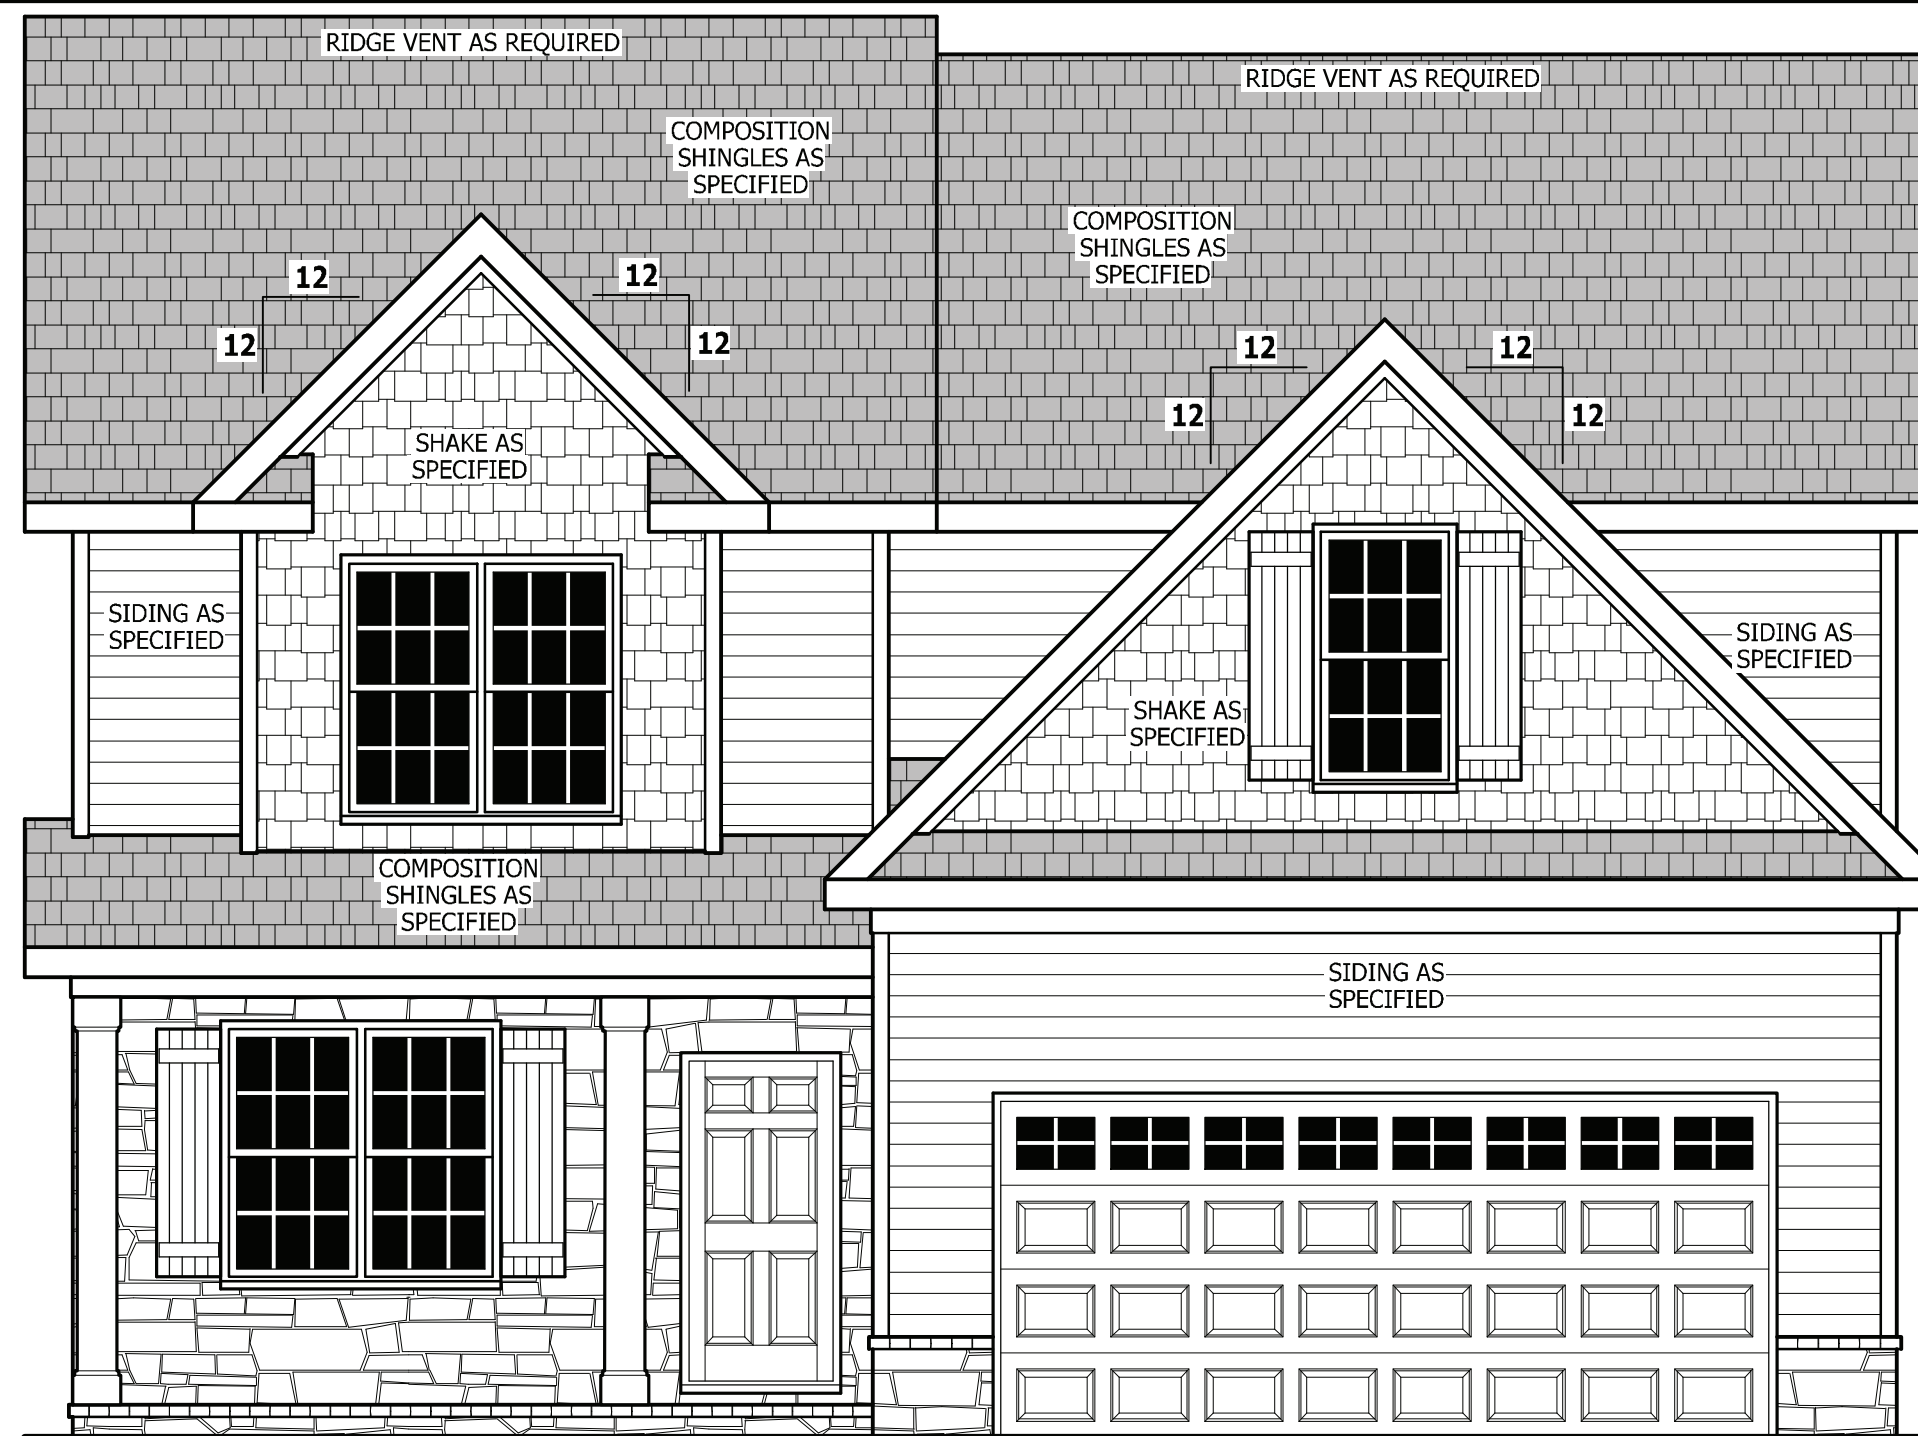 RIDGE VENT AS REQUIRED
RIDGE VENT AS REQUIRED
COMPOSITION
SHINGLES AS
SPECIFIED
COMPOSITION
SHINGLES AS
SPECIFIED
12
12
12
12
12
12
12
12
SHAKE AS
SPECIFIED
SIDING AS
SPECIFIED
SIDING AS
SPECIFIED
SHAKE AS
SPECIFIED
COMPOSITION
SHINGLES AS
SPECIFIED
SIDING AS
SPECIFIED